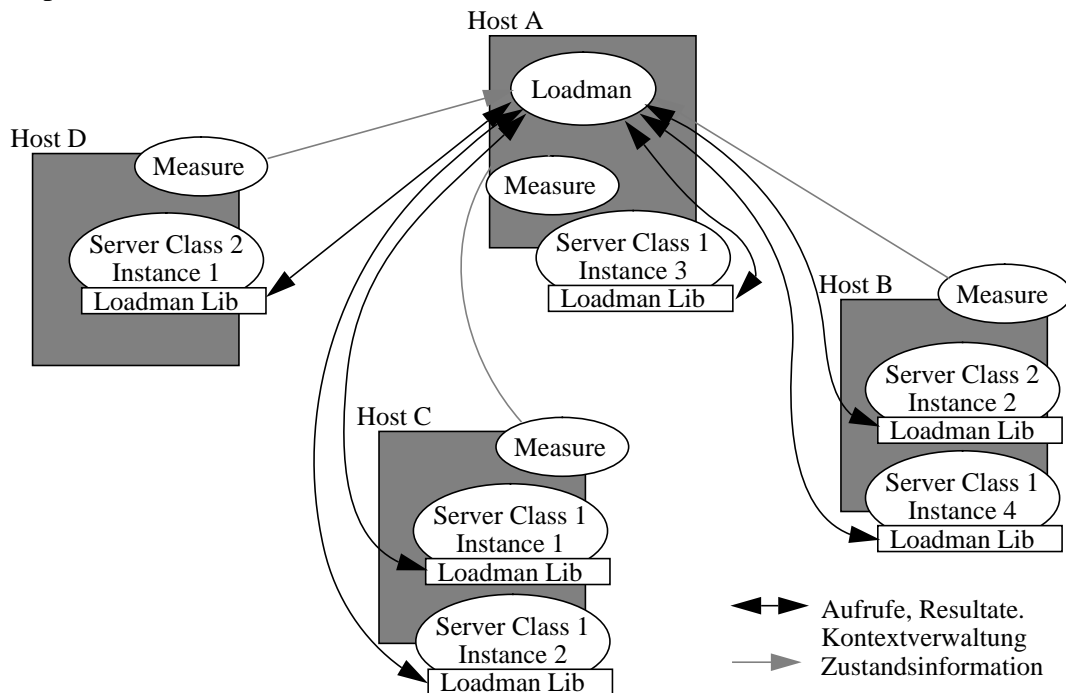 Host A
Loadman
Measure
Server Class 1
Instance 3
Loadman Lib
Host D
Measure
Server Class 2
Instance 1
Loadman Lib
Host B
Measure
Server Class 2
Instance 2
Loadman Lib
Server Class 1
Instance 4
Loadman Lib
Host C
Measure
Server Class 1
Instance 1
Loadman Lib
Server Class 1
Instance 2
Loadman Lib
Aufrufe, Resultate.
Kontextverwaltung
Zustandsinformation